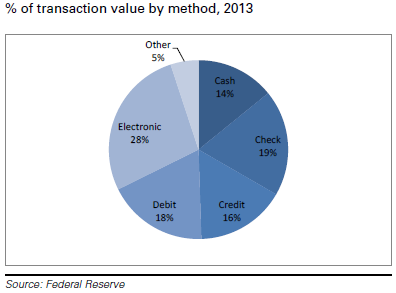 % of transaction value by method, 2013
Other
5%
Cash
14%
Electronic
28%
Check
19%
Debit
18%
Credit
16%
Source: Federal Reserve